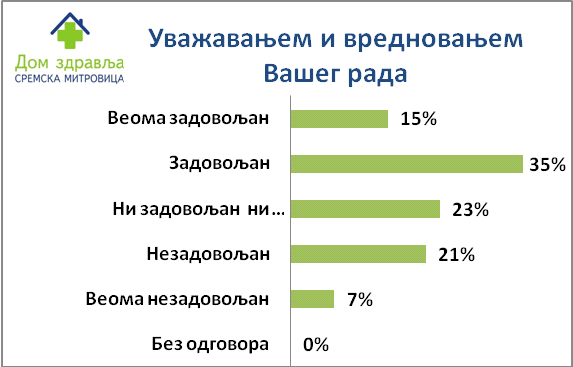 Дом здравља
СРЕМСКА МИТРОВИЦА
Уважавањем и вредновањем
Вашег рада
Веома задовољан 15%
Задовољан 35%
Ни задовољан ни ... 23%
Незадовољан 21%
Веома незадовољан 7%
Без одговора 0%